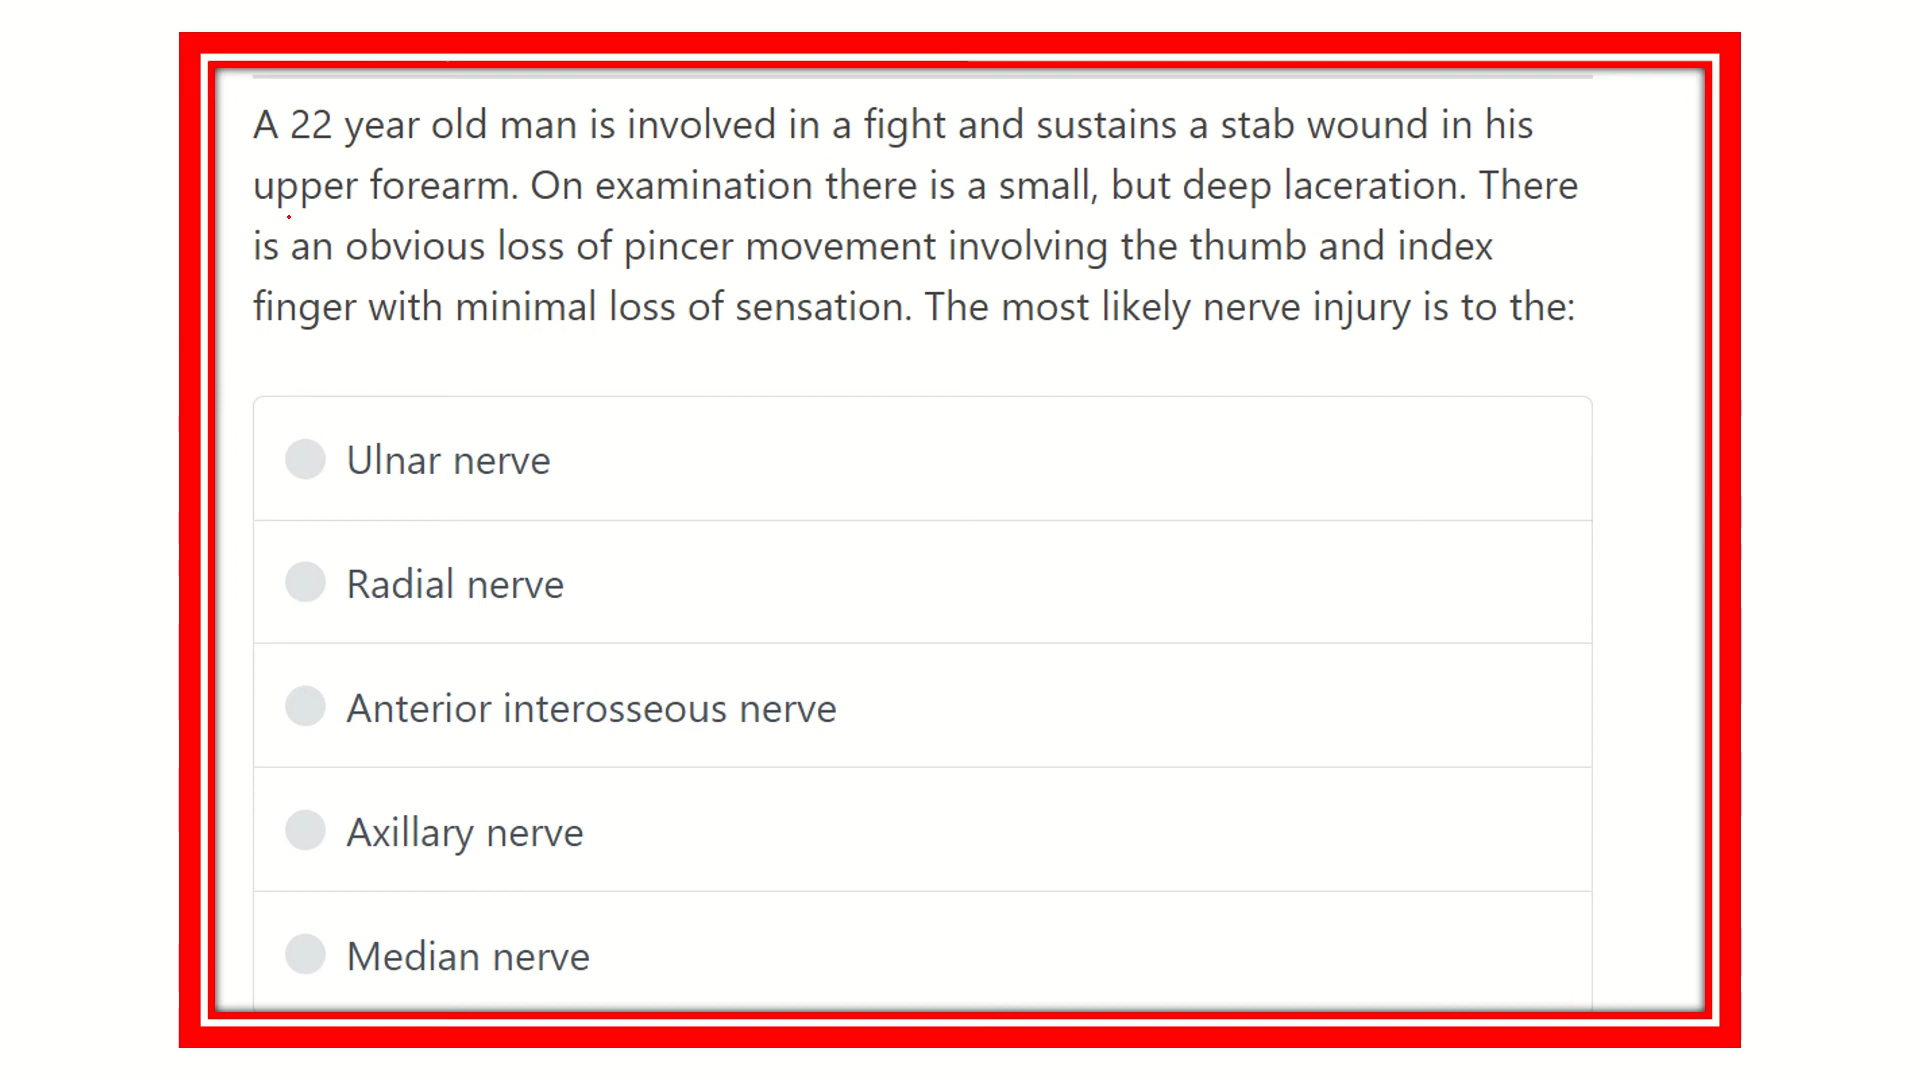 A 22 year old man is involved in a fight and sustains a stab wound in his
upper forearm. On examination there is a small, but deep laceration. There
is an obvious loss of pincer movement involving the thumb and index
finger with minimal loss of sensation. The most likely nerve injury is to the:
Ulnar nerve
Radial nerve
Anterior interosseous nerve
Axillary nerve
Median nerve